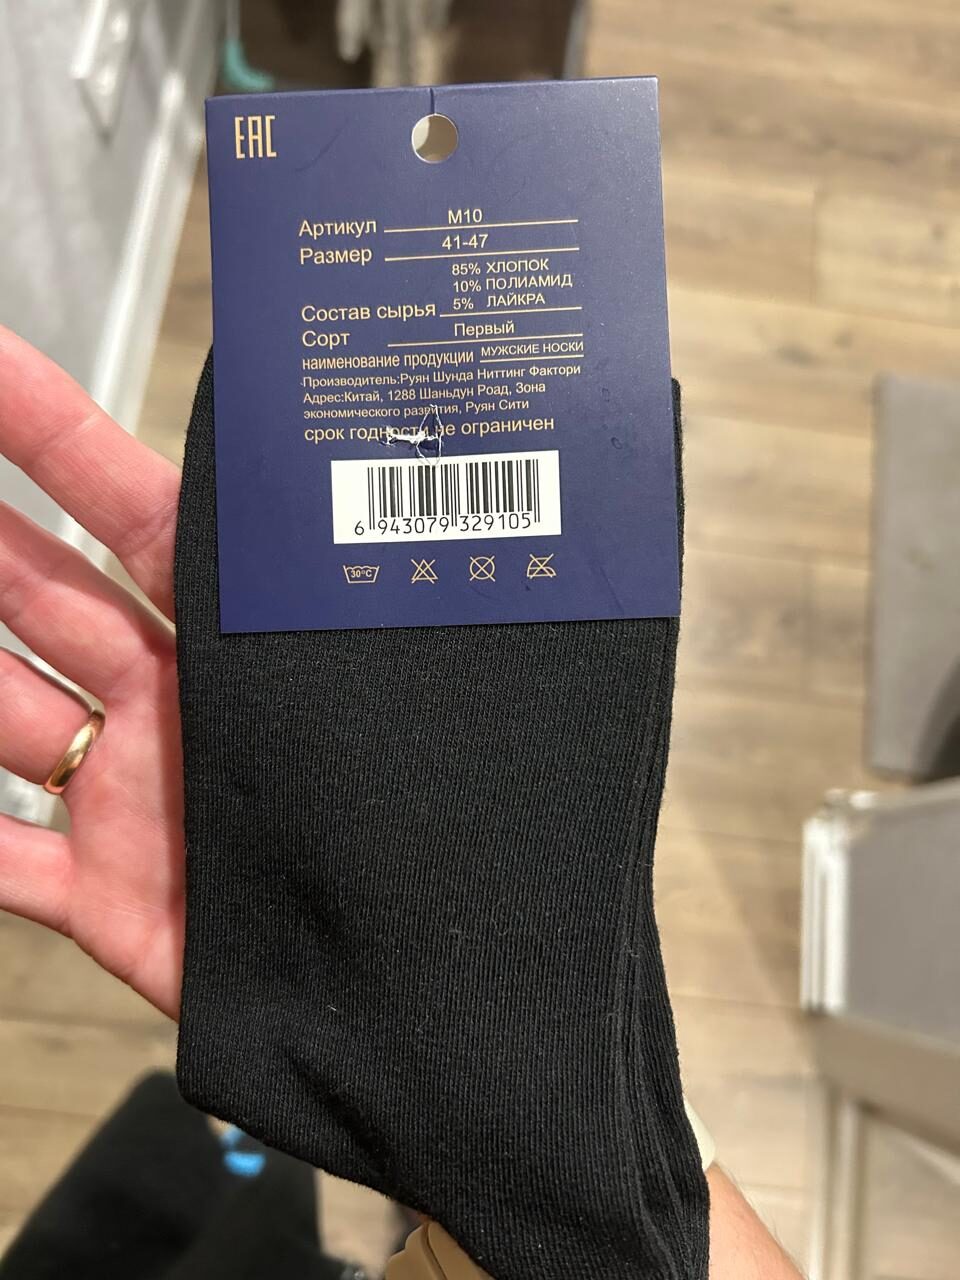 EAC
Артикул M10
Размер 41-47
85% ХЛОПОК
10% ПОЛИАМИД
Состав сырья 5% ЛАЙКРА
Сорт Первый
наименование продукции МУЖСКИЕ НОСКИ
Производитель:Руян Шунда Ниттинг Фактори
Адрес:Китай, 1288 Шаньдун Роад, Зона
экономического развития, Руян Сити
срок годности не ограничен
6 943079 329105
30°C